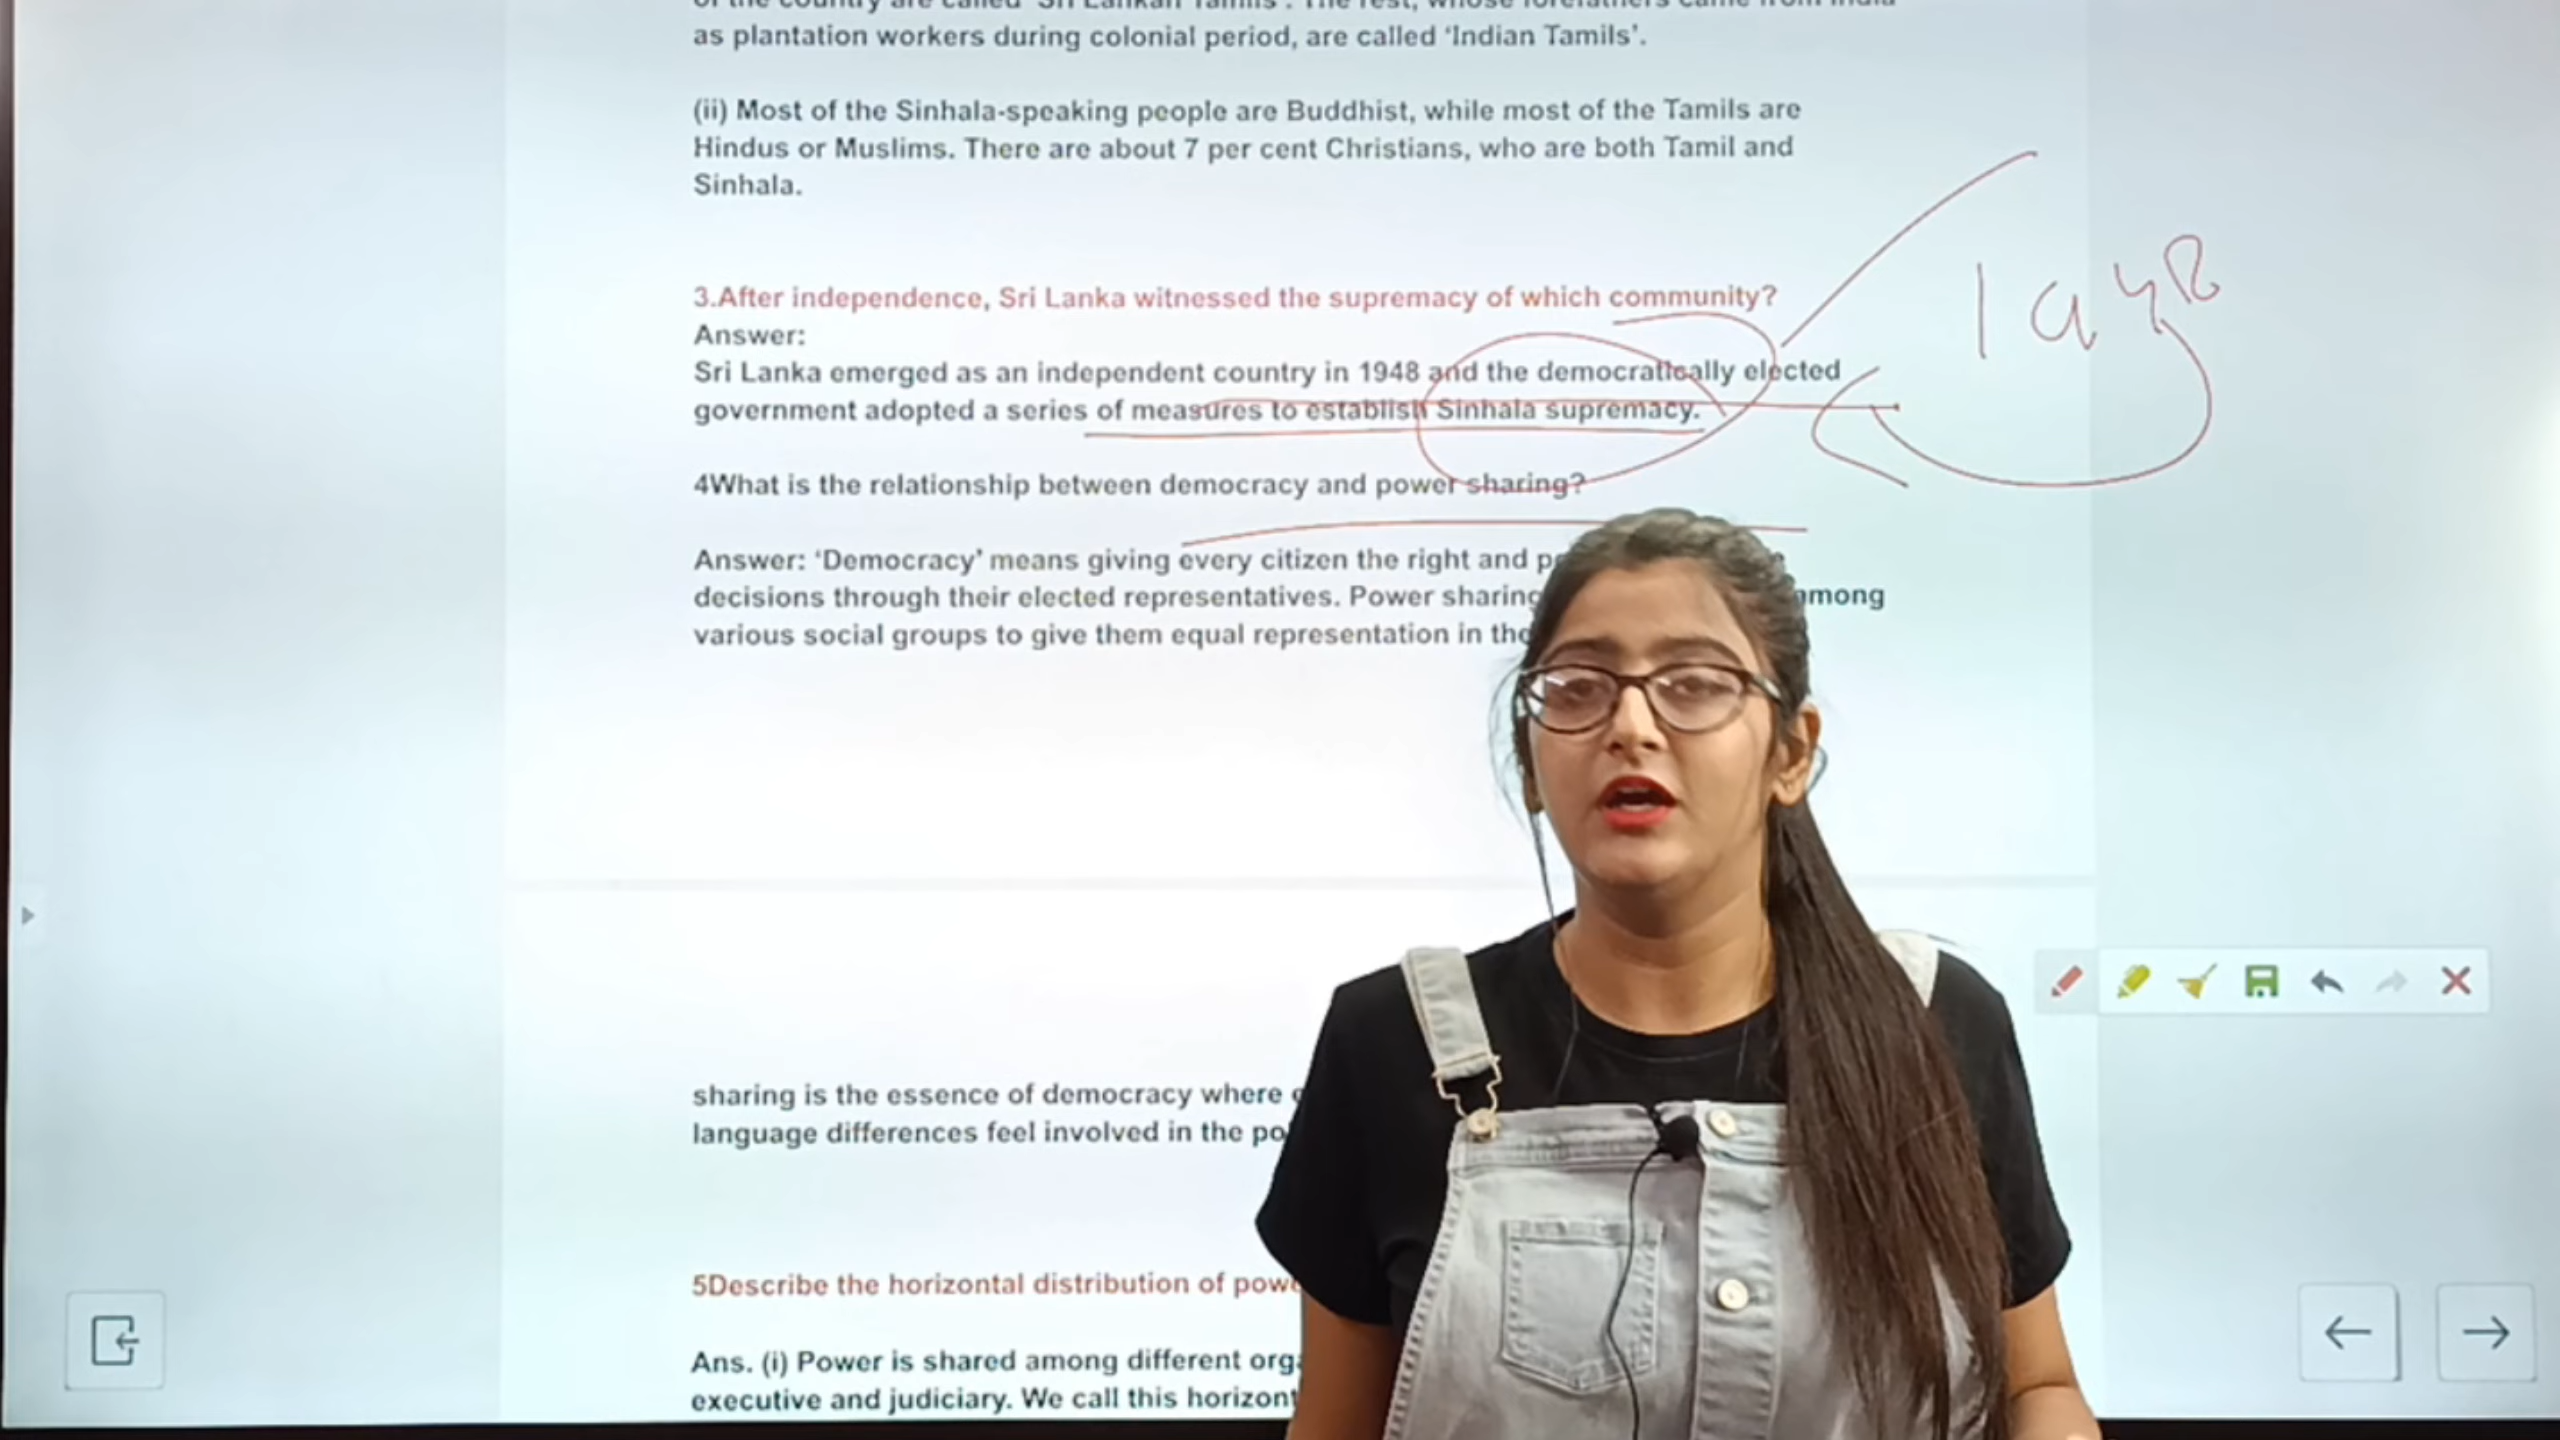 as plantation workers during colonial period, are called ‘Indian Tamils’.
(ii) Most of the Sinhala-speaking people are Buddhist, while most of the Tamils are
Hindus or Muslims. There are about 7 per cent Christians, who are both Tamil and
Sinhala.
3.After independence, Sri Lanka witnessed the supremacy of which community?
Answer:
Sri Lanka emerged as an independent country in 1948 and the democratically elected
government adopted a series of measures to establish Sinhala supremacy.
4What is the relationship between democracy and power sharing?
Answer: ‘Democracy’ means giving every citizen the right and
decisions through their elected representatives. Power sharing among
various social groups to give them equal representation in
sharing is the essence of democracy where
language differences feel involved in the
5Describe the horizontal distribution of
Ans. (i) Power is shared among different
executive and judiciary. We call this